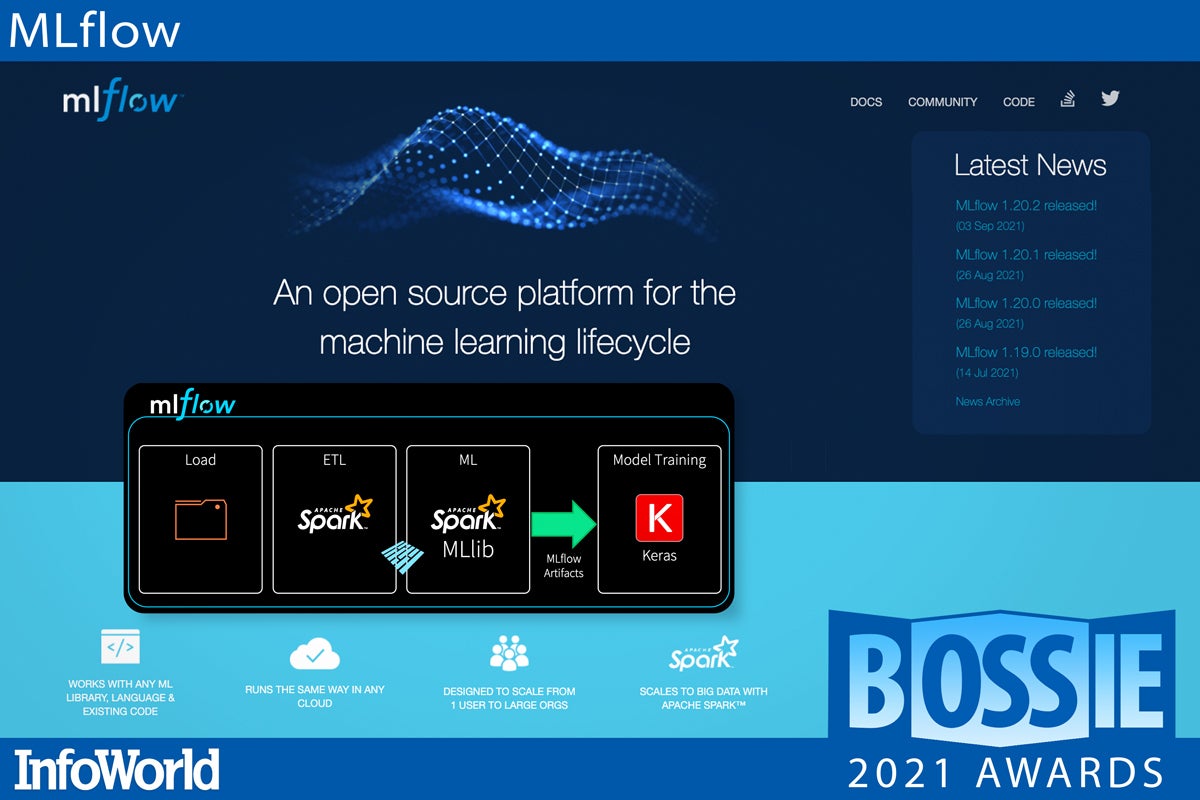 MLflow
mlflow™
DOCS COMMUNITY CODE
Latest News
MLflow 1.20.2 released!
(03 Sep 2021)
MLflow 1.20.1 released!
(26 Aug 2021)
MLflow 1.20.0 released!
(26 Aug 2021)
MLflow 1.19.0 released!
(14 Jul 2021)
News Archive
An open source platform for the
machine learning lifecycle
mlflow
Load
ETL
APACHE
Spark™
ML
APACHE
Spark™
MLlib
MLflow
Artifacts
Model Training
K
Keras
</>
WORKS WITH ANY ML
LIBRARY, LANGUAGE &
EXISTING CODE
RUNS THE SAME WAY IN ANY
CLOUD
DESIGNED TO SCALE FROM
1 USER TO LARGE ORGS
APACHE
Spark™
SCALES TO BIG DATA WITH
APACHE SPARK™
BOSSIE
2021 AWARDS
InfoWorld